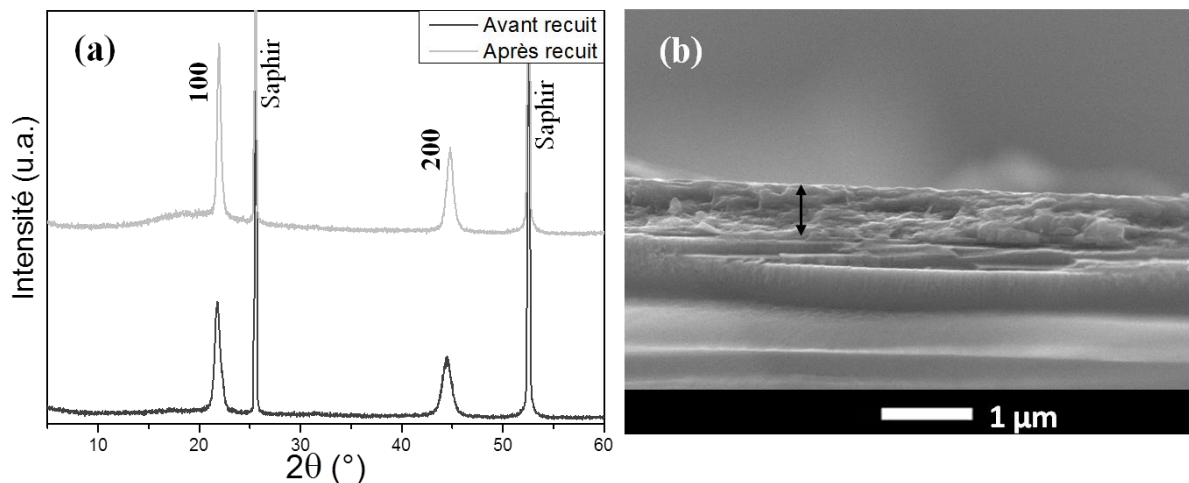 (a)
Avant recuit
Après recuit
100
Saphir
200
Saphir
Intensité (u.a.)
10 20 30 40 50 60
2θ (°)
(b)
1 µm